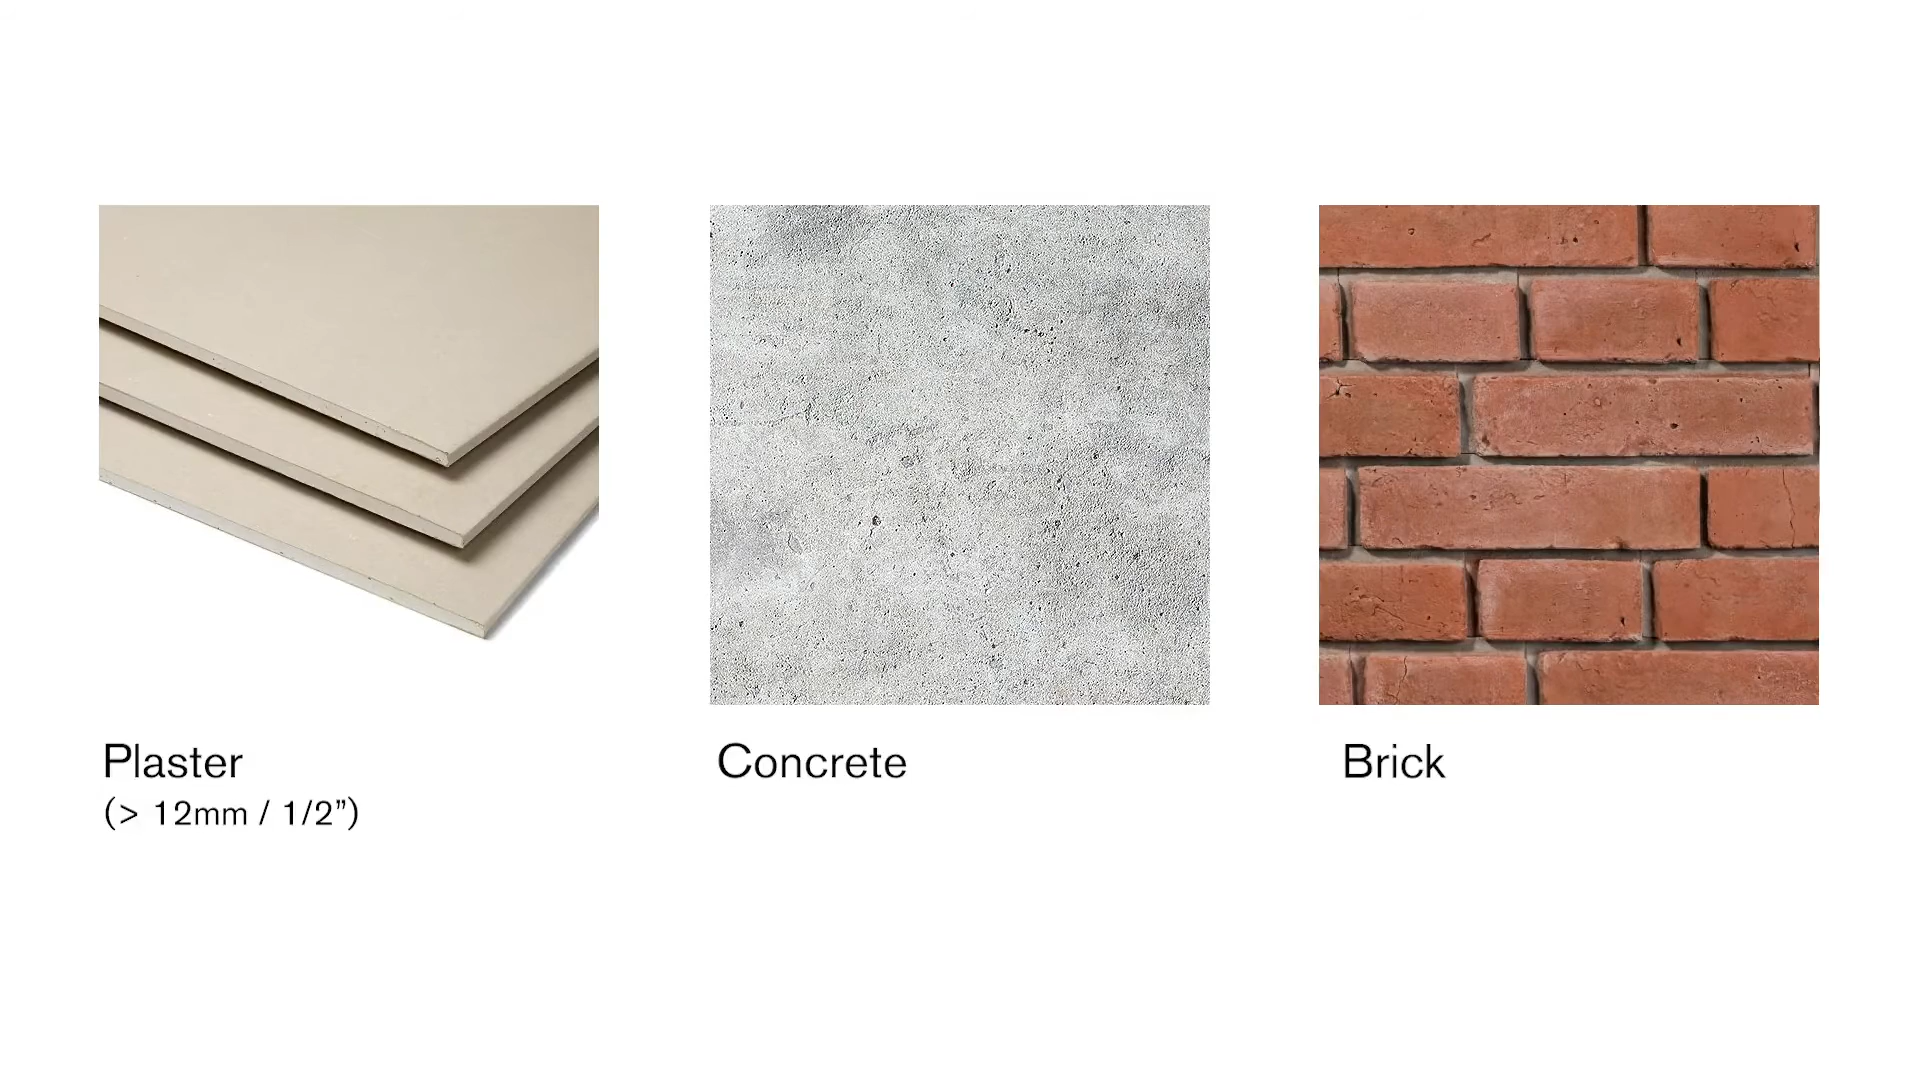 Plaster
(> 12mm / 1/2”)
Concrete
Brick